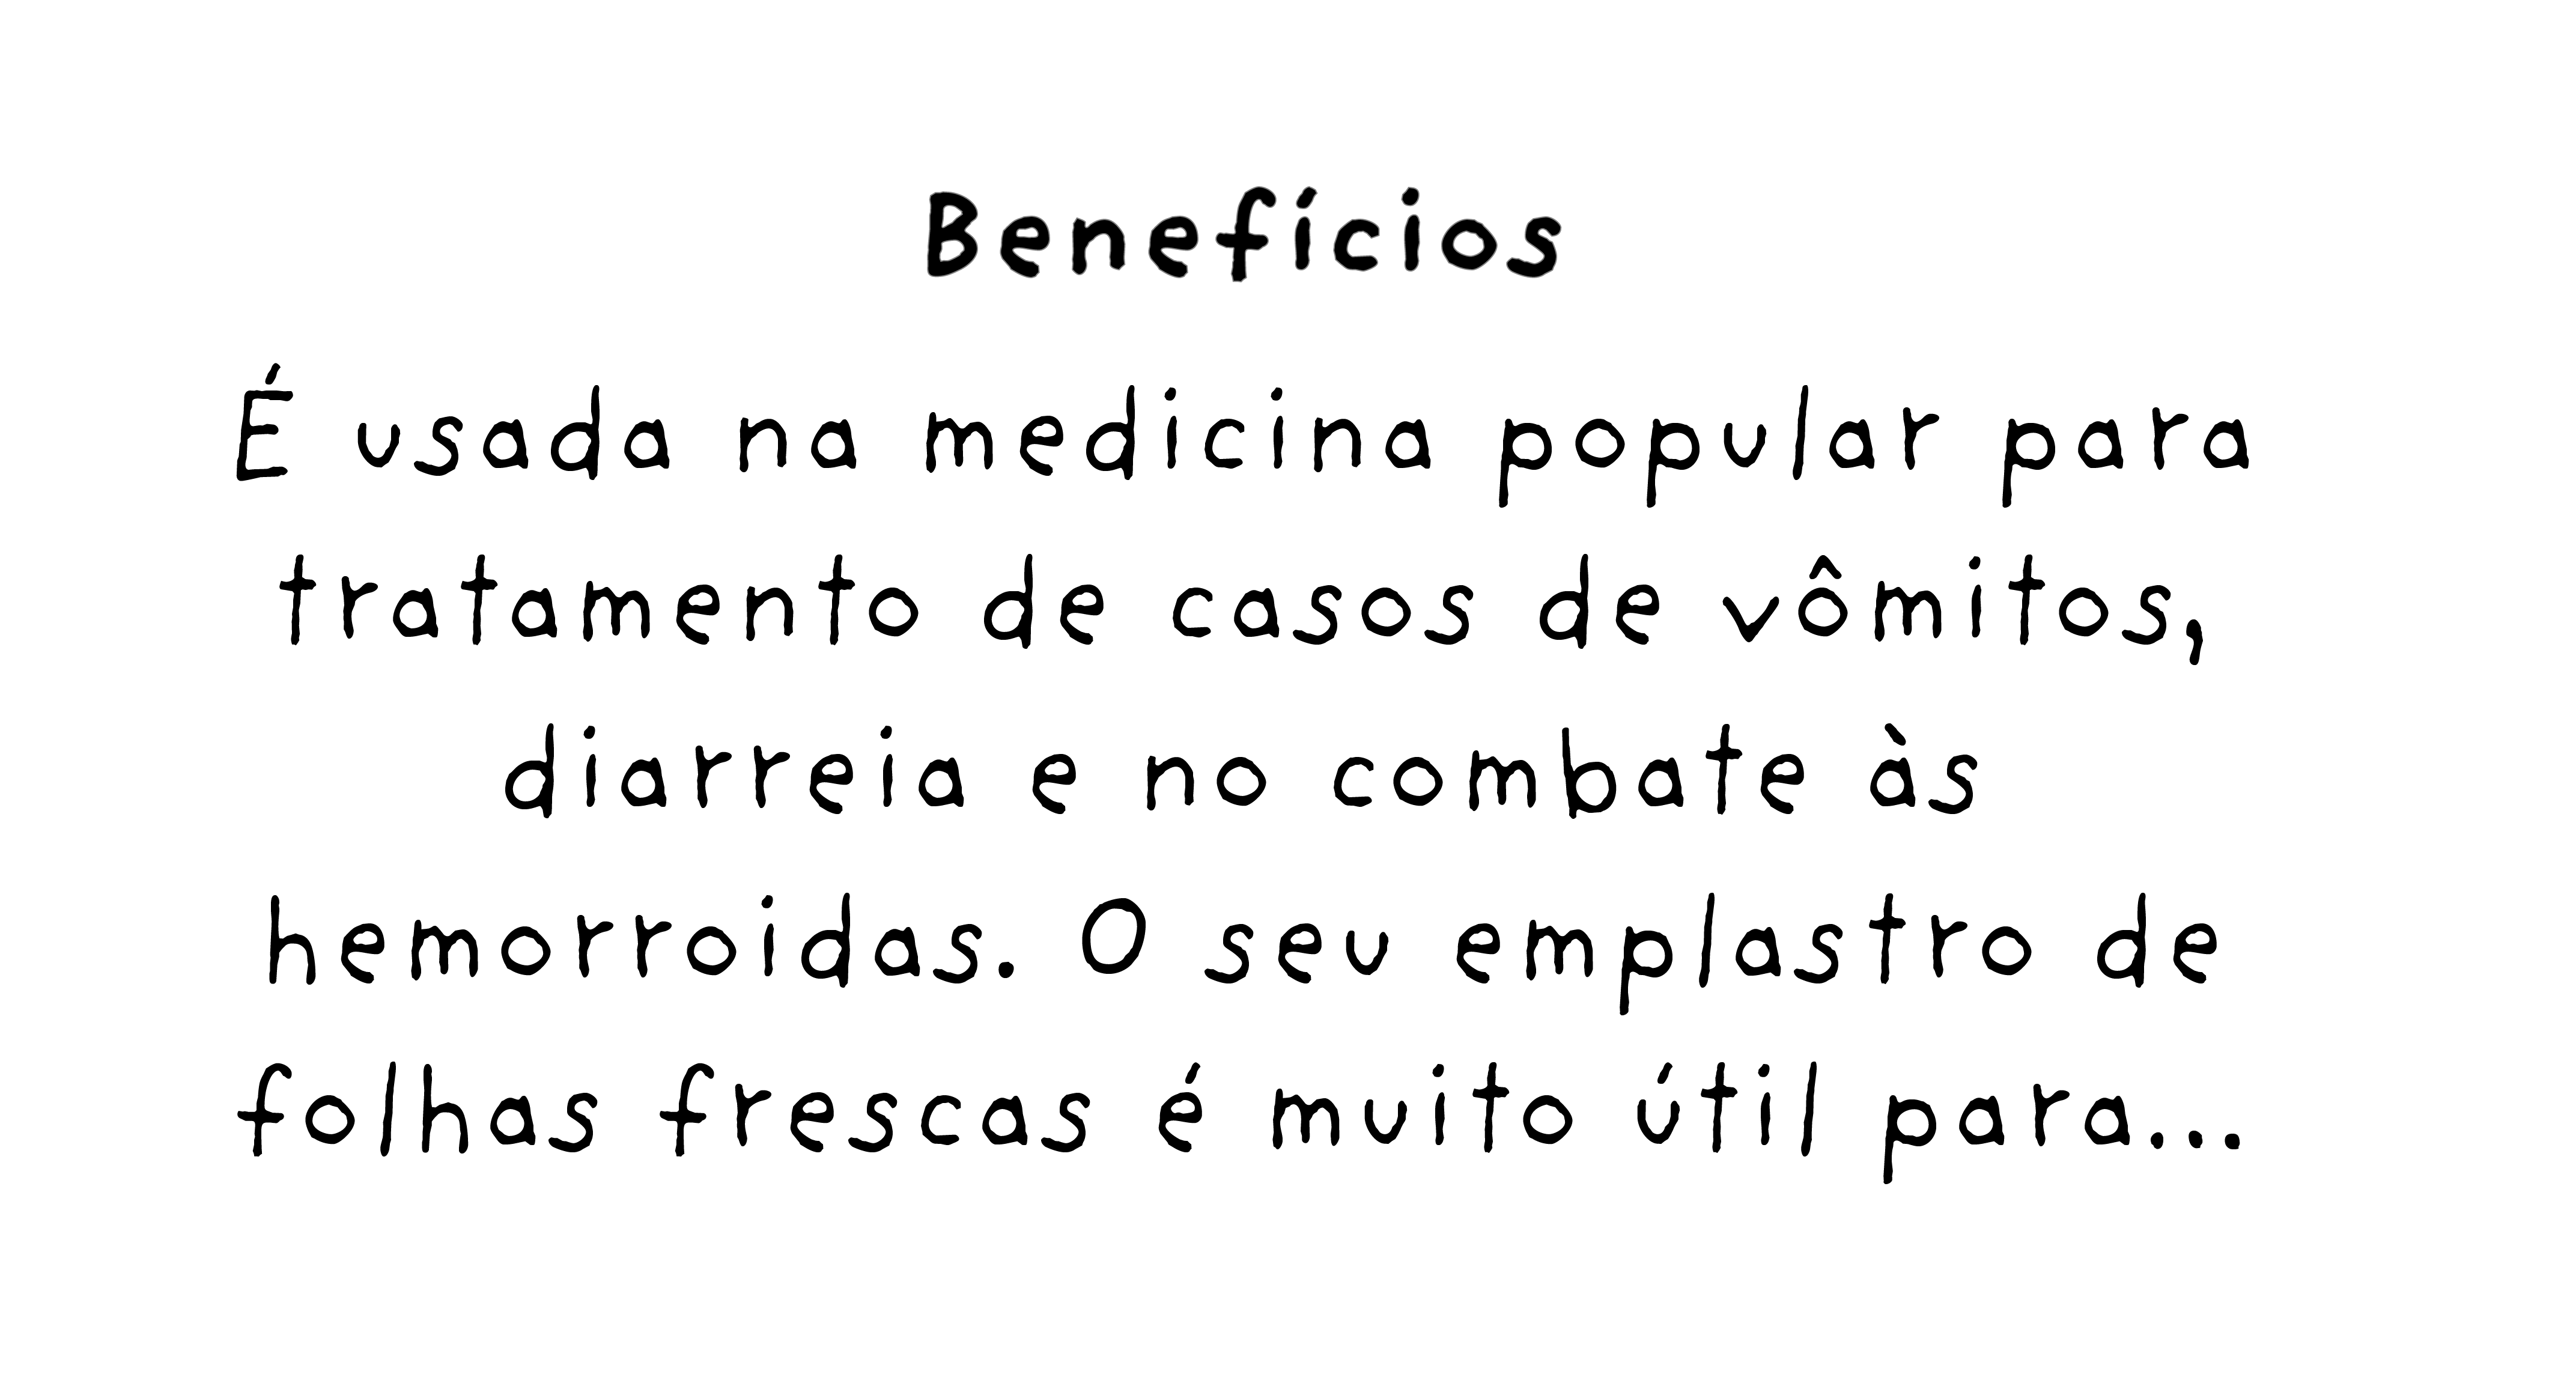 Benefícios
É usada na medicina popular para
tratamento de casos de vômitos,
diarreia e no combate às
hemorroidas. O seu emplastro de
folhas frescas é muito útil para...